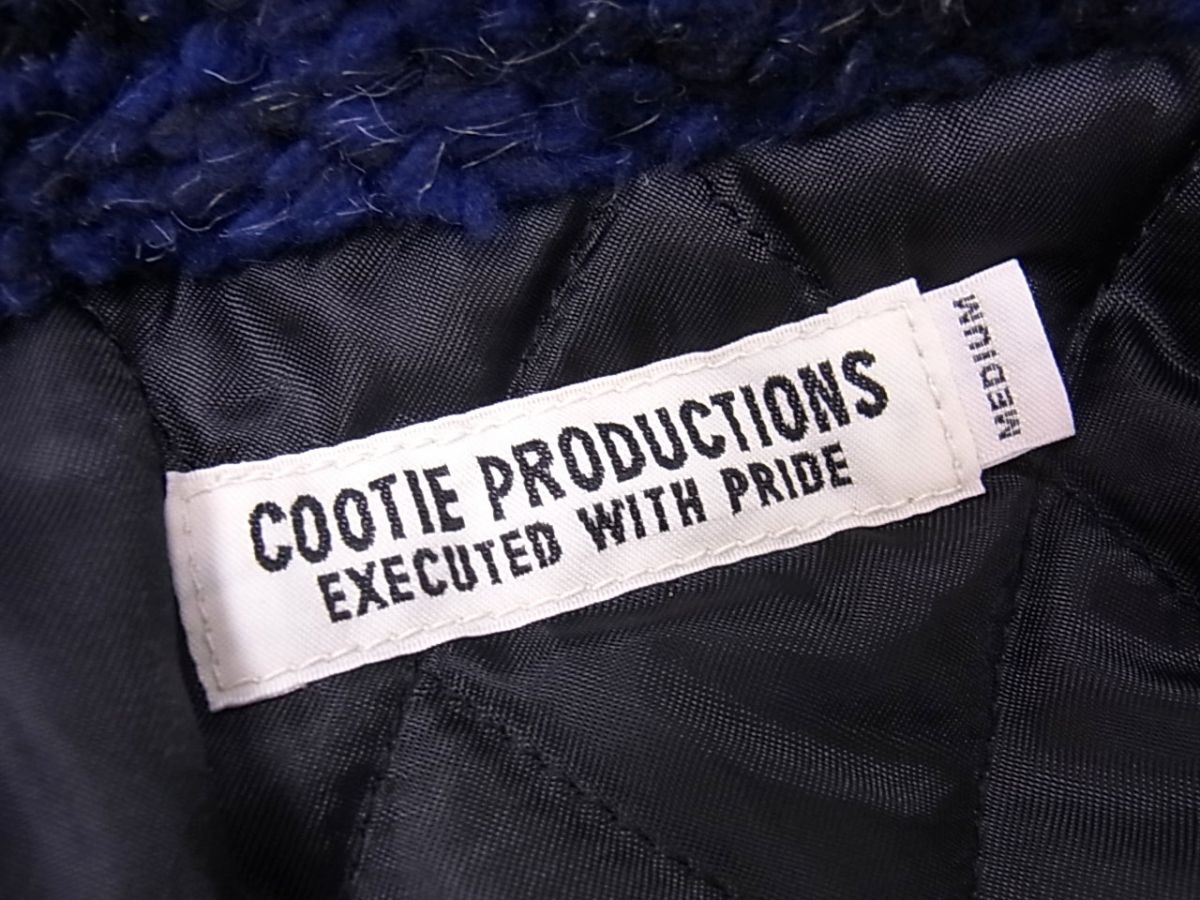 COOTIE PRODUCTIONS
EXECUTED WITH PRIDE
MEDIUM